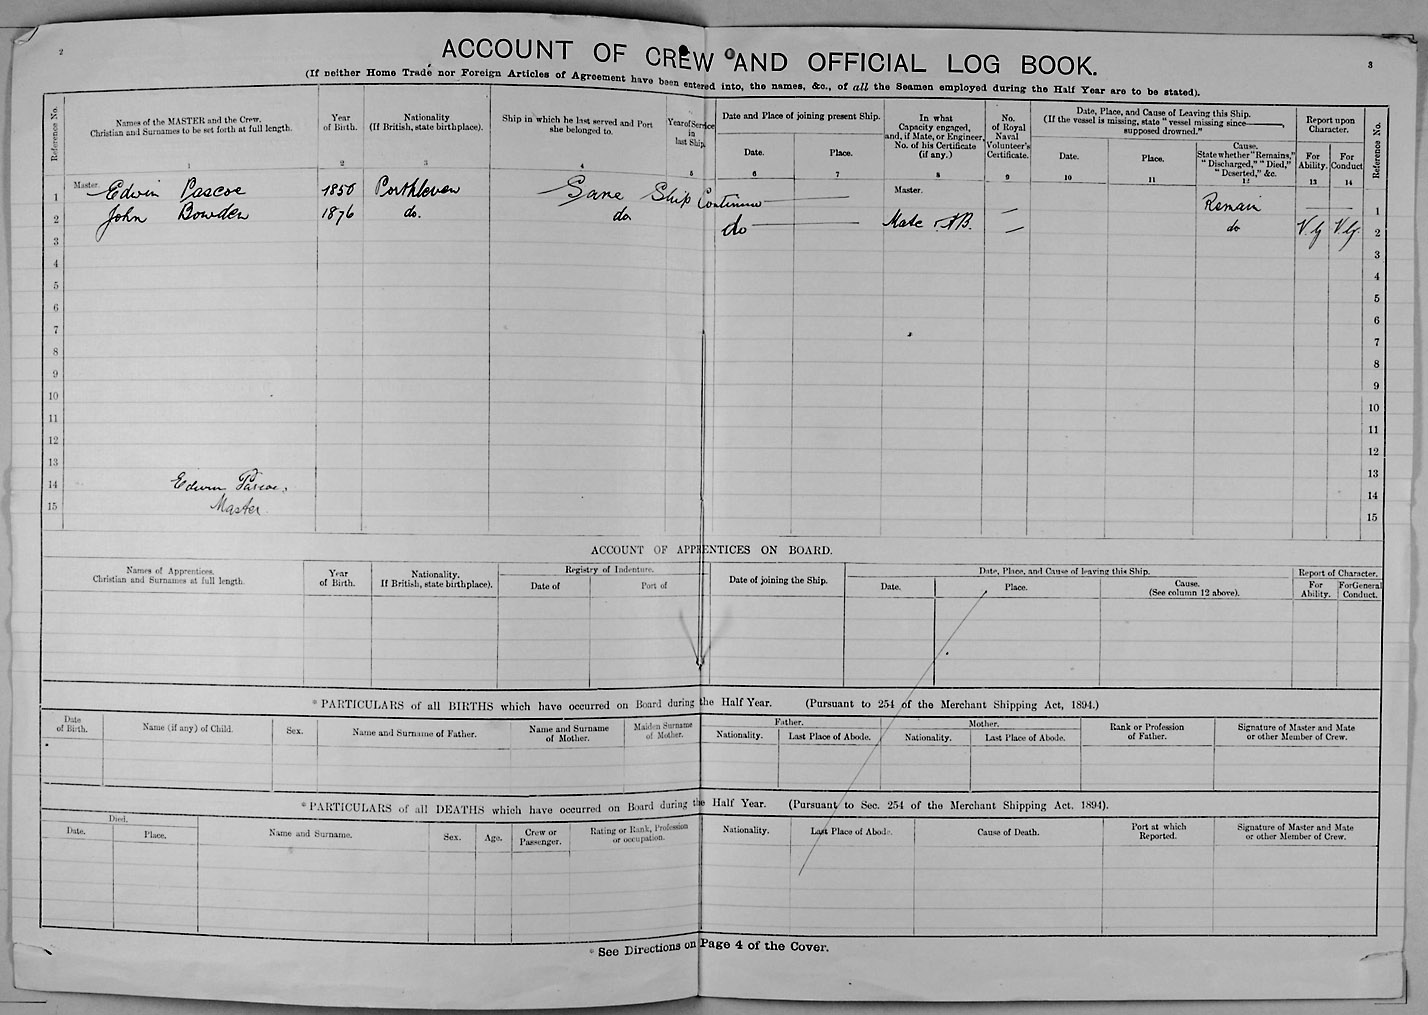 2
3
ACCOUNT OF CREW AND OFFICIAL LOG BOOK.
(If neither Home Trade nor Foreign Articles of Agreement have been entered into, the names, &c., of all the Seamen employed during the Half Year are to be stated).
Reference No.
Names of the MASTER and the Crew.
Christian and Surnames to be set forth at full length.
1
Year
of Birth.
2
Nationality
(If British, state birthplace).
3
Ship in which he last served and Port
she belonged to.
4
Year of Service
in
last Ship.
5
Date and Place of joining present Ship.
Date.
6
Place.
7
In what
Capacity engaged,
and, if Mate, or Engineer,
No. of his Certificate
(if any.)
8
No.
of Royal
Naval
Volunteer's
Certificate.
9
Date, Place, and Cause of Leaving this Ship.
(If the vessel is missing, state "vessel missing since———,
supposed drowned."
Date.
10
Place.
11
Cause.
State whether "Remains,"
"Discharged," "Died,"
"Deserted," &c.
12
Report upon
Character.
For
Ability.
13
For
Conduct
14
Reference No.
1 Master Edwin Pascoe 1850 Porthleven Same Ship Continue Master. — Remain 1
2 John Bowden 1876 do. do do Mate & AB. — do V.G V.G. 2
3 3
4 4
5 5
6 6
7 7
8 8
9 9
10 10
11 11
12 12
13 13
14 Edwin Pascoe. 14
15 Master. 15
ACCOUNT OF APPRENTICES ON BOARD.
Names of Apprentices.
Christian and Surnames at full length.
Year
of Birth.
Nationality.
If British, state birthplace).
Registry of Indenture.
Date of
Port of
Date of joining the Ship.
Date, Place, and Cause of leaving this Ship.
Date.
Place.
Cause.
(See column 12 above).
Report of Character.
For
Ability.
For General
Conduct.
*PARTICULARS of all BIRTHS which have occurred on Board during the Half Year. (Pursuant to 254 of the Merchant Shipping Act, 1894.)
Date
of Birth.
Name (if any) of Child.
Sex.
Name and Surname of Father.
Name and Surname
of Mother.
Maiden Surname
of Mother.
Father.
Nationality.
Last Place of Abode.
Mother.
Nationality.
Last Place of Abode.
Rank or Profession
of Father.
Signature of Master and Mate
or other Member of Crew.
*PARTICULARS of all DEATHS which have occurred on Board during the Half Year. (Pursuant to Sec. 254 of the Merchant Shipping Act. 1894).
Died.
Date.
Place.
Name and Surname.
Sex.
Age.
Crew or
Passenger.
Rating or Rank, Profession
or occupation.
Nationality.
Last Place of Abode.
Cause of Death.
Port at which
Reported.
Signature of Master and Mate
or other Member of Crew.
*See Directions on Page 4 of the Cover.